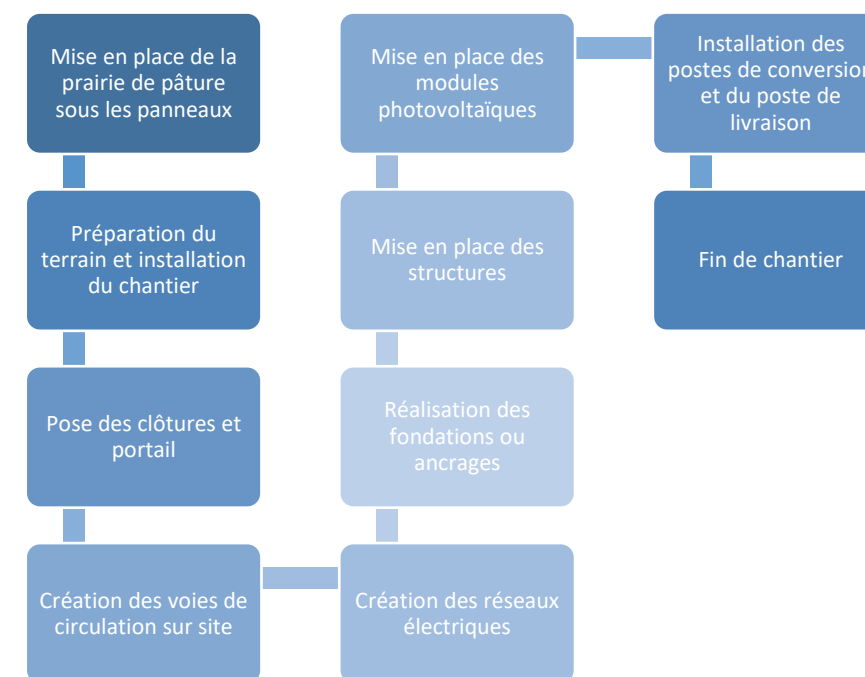 Mise en place de la
prairie de pâture
sous les panneaux
Préparation du
terrain et installation
du chantier
Pose des clôtures et
portail
Création des voies de
circulation sur site
Création des réseaux
électriques
Réalisation des
fondations ou
ancrages
Mise en place des
structures
Mise en place des
modules
photovoltaïques
Installation des
postes de conversion
et du poste de
livraison
Fin de chantier